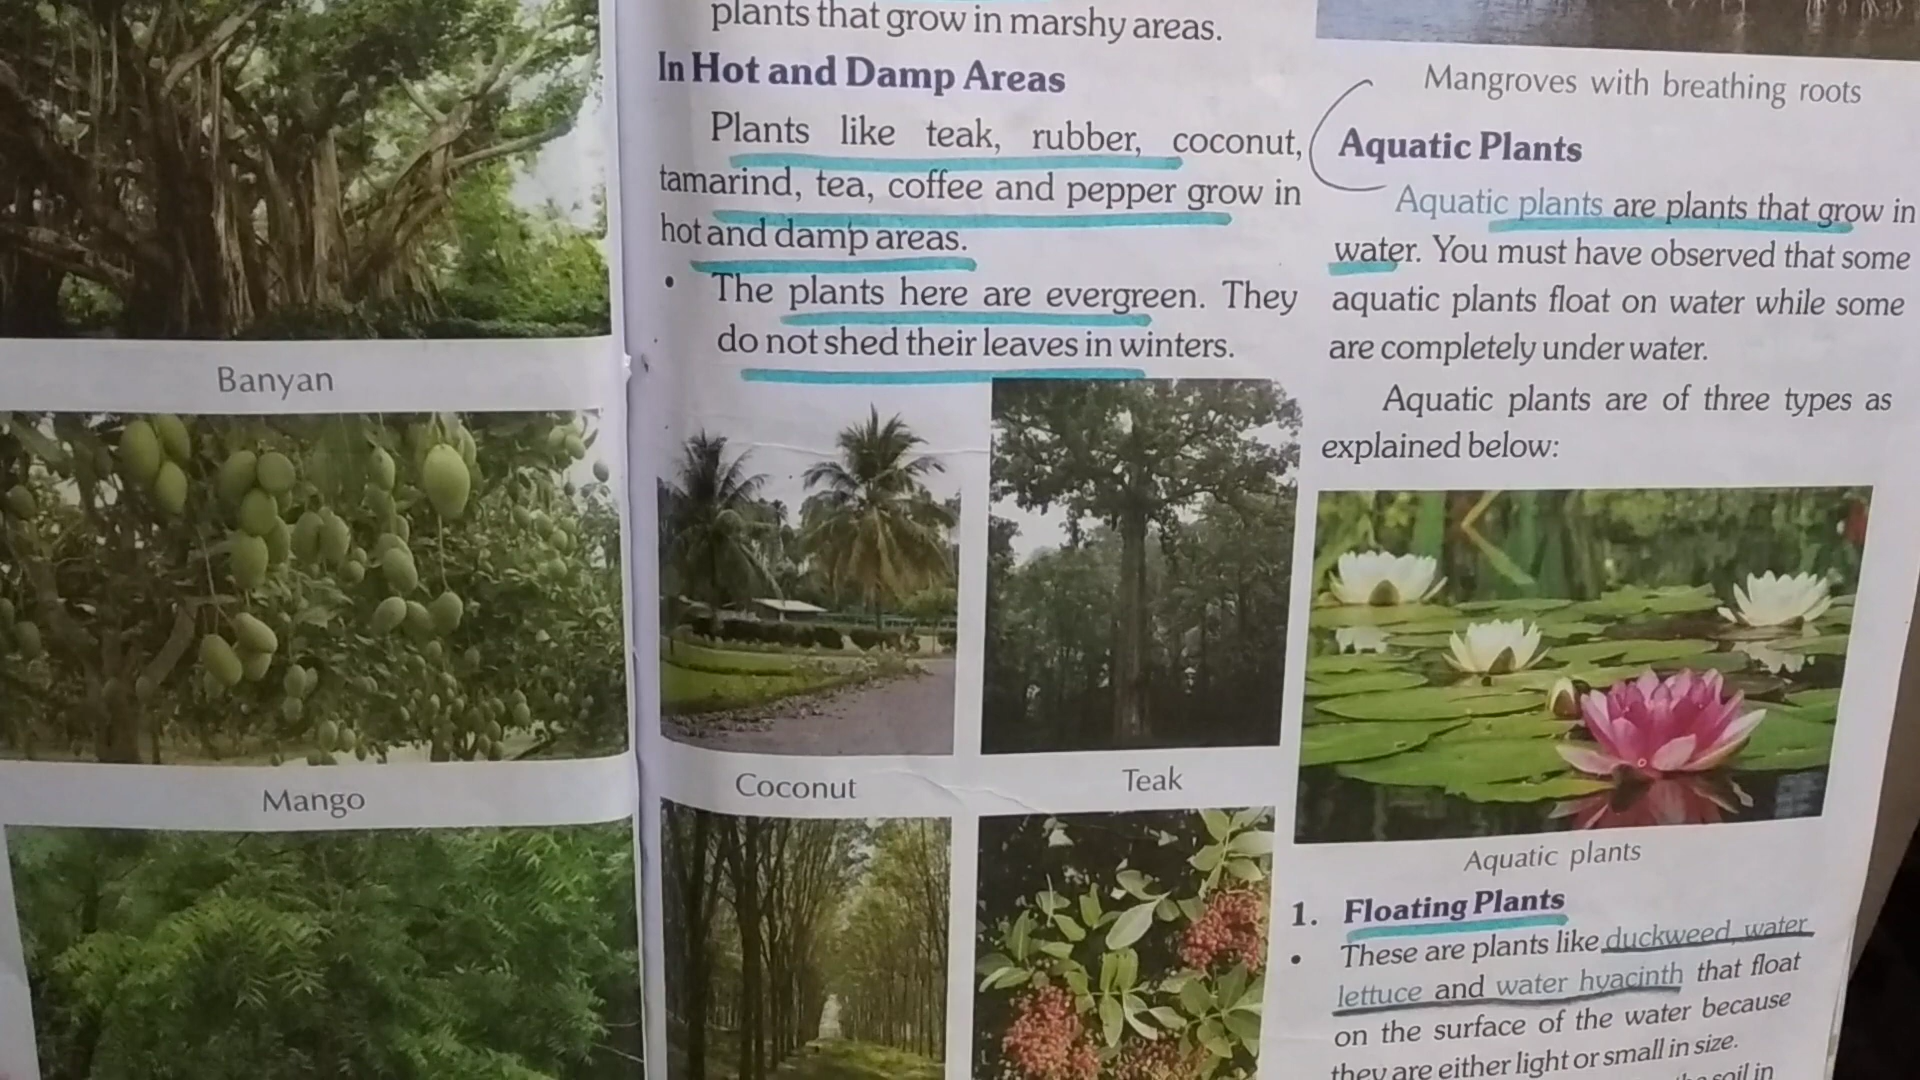 Banyan
Mango
plants that grow in marshy areas.
In Hot and Damp Areas
Plants like teak, rubber, coconut,
tamarind, tea, coffee and pepper grow in
hot and damp areas.
• The plants here are evergreen. They
do not shed their leaves in winters.
Coconut
Teak
Mangroves with breathing roots
Aquatic Plants
Aquatic plants are plants that grow in
water. You must have observed that some
aquatic plants float on water while some
are completely under water.
Aquatic plants are of three types as
explained below:
Aquatic plants
1. Floating Plants
• These are plants like duckweed, water
lettuce and water hyacinth that float
on the surface of the water because
they are either light or small in size.
soil in